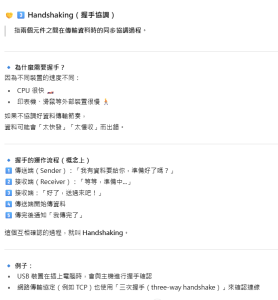 🤝 3️⃣ Handshaking（握手協調）
指兩個元件之間在傳輸資料時的同步協調過程。
為什麼需要握手？
因為不同裝置的速度不同：
• CPU 很快
• 印表機、滑鼠等外部裝置很慢
如果不協調好資料傳輸節奏，
資料可能會「太快發」「太慢收」而出錯。
握手的運作流程（概念上）
1️⃣ 傳送端（Sender）：「我有資料要給你，準備好了嗎？」
2️⃣ 接收端（Receiver）：「等等，準備中...」
3️⃣ 接收端：「好了，送過來吧！」
4️⃣ 傳送端開始傳資料
5️⃣ 傳完後通知「我傳完了」
這個互相確認的過程，就叫 Handshaking。
例子：
• USB 裝置在插上電腦時，會與主機進行握手確認
• 網路傳輸協定（例如 TCP）也使用「三次握手（three-way handshake）」來確認連線